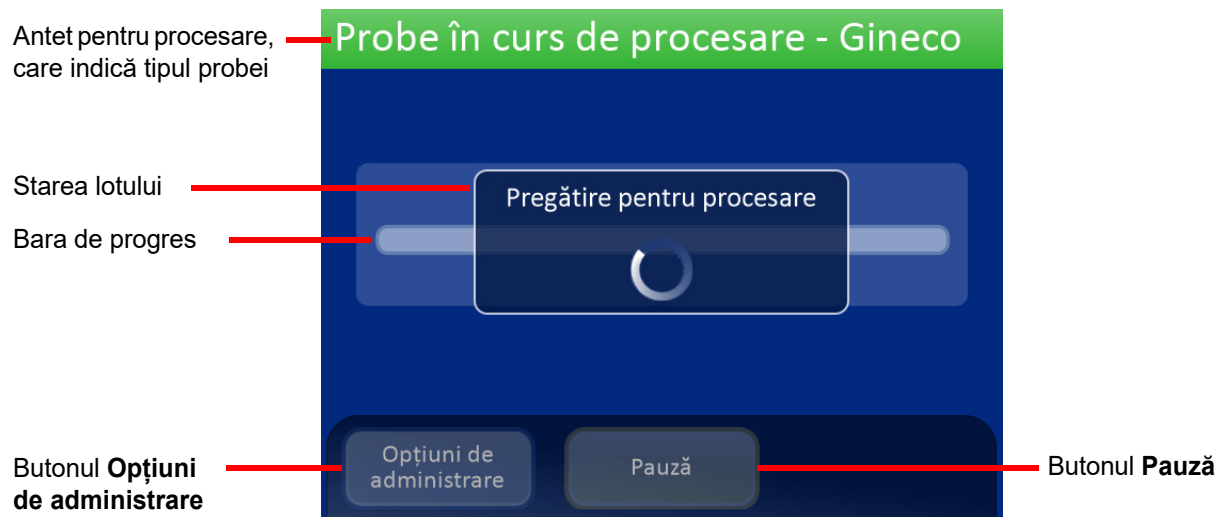 Antet pentru procesare,
care indică tipul probei
Probe în curs de procesare - Gineco
Starea lotului
Pregătire pentru procesare
Bara de progres
Butonul Opțiuni
de administrare
Opțiuni de
administrare
Pauză
Butonul Pauză